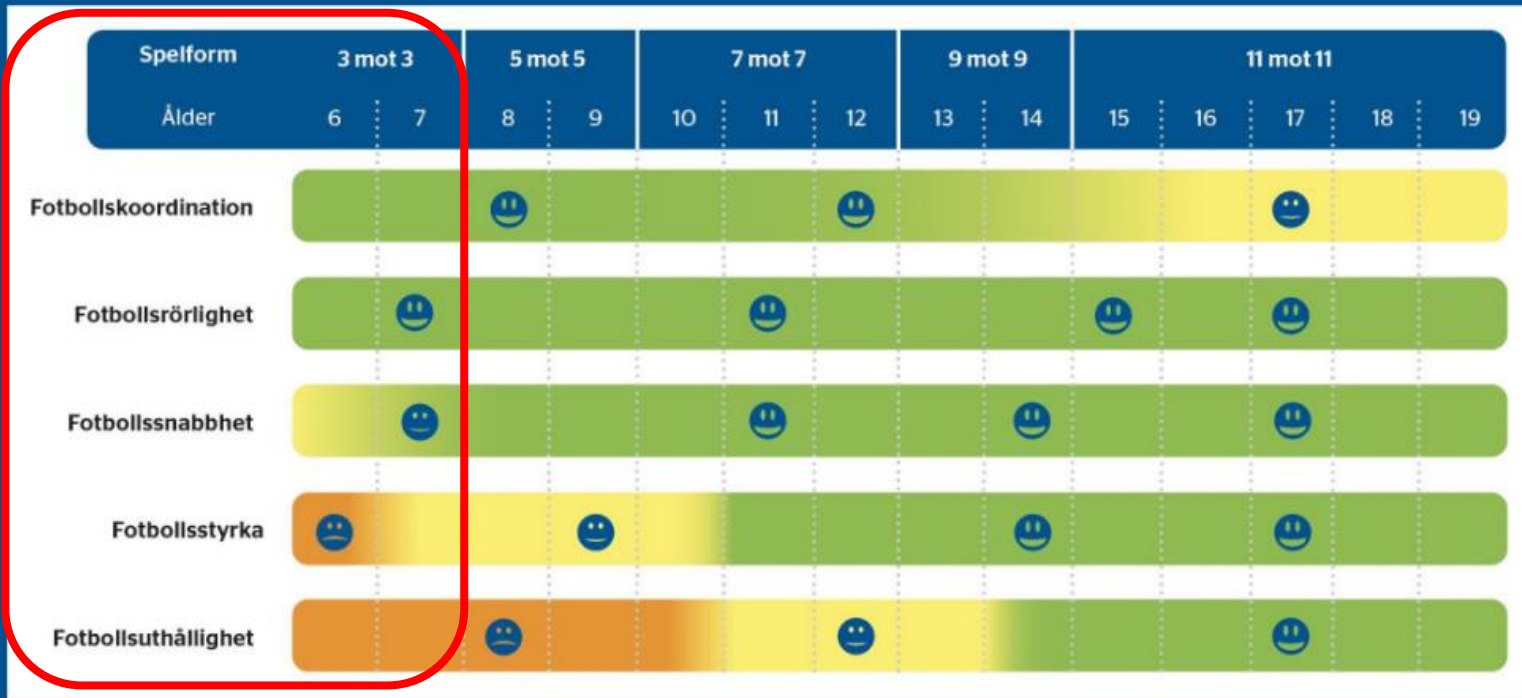 Spelform 3 mot 3 5 mot 5 7 mot 7 9 mot 9 11 mot 11
Ålder 6 7 8 9 10 11 12 13 14 15 16 17 18 19
Fotbollskoordination
Fotbollsrörlighet
Fotbollssnabbhet
Fotbollsstyrka
Fotbollsuthållighet